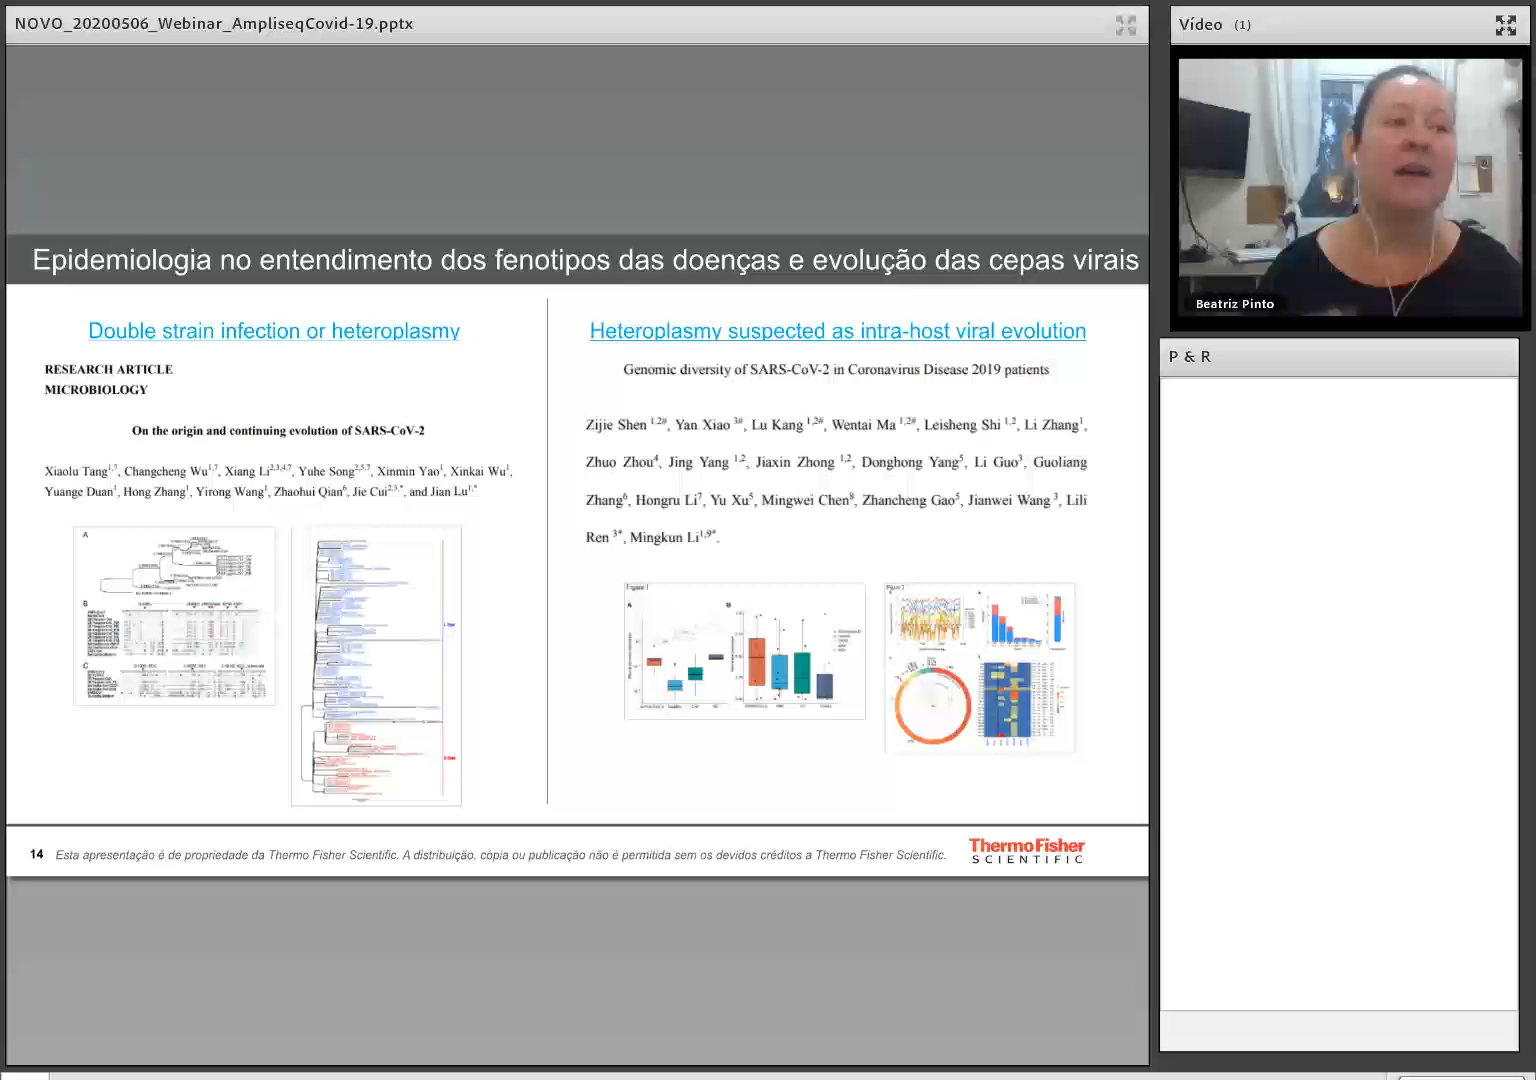 NOVO_20200506_Webinar_AmpliseqCovid-19.pptx
Vídeo (1)
Beatriz Pinto
P & R
Epidemiologia no entendimento dos fenotipos das doenças e evolução das cepas virais
Double strain infection or heteroplasmy
RESEARCH ARTICLE
MICROBIOLOGY
On the origin and continuing evolution of SARS-CoV-2
Xiaolu Tang1,7, Changcheng Wu1,7, Xiang Li2,3,4,7, Yuhe Song2,5,7, Xinmin Yao1, Xinkai Wu1,
Yuange Duan1, Hong Zhang1, Yirong Wang1, Zhaohui Qian6, Jie Cui2,3,*, and Jian Lu1,*
A
B
C
Heteroplasmy suspected as intra-host viral evolution
Genomic diversity of SARS-CoV-2 in Coronavirus Disease 2019 patients
Zijie Shen 1,2#, Yan Xiao 3#, Lu Kang 1,2#, Wentai Ma 1,2#, Leisheng Shi 1,2, Li Zhang1,
Zhuo Zhou4, Jing Yang 1,2, Jiaxin Zhong 1,2, Donghong Yang5, Li Guo3, Guoliang
Zhang6, Hongru Li7, Yu Xu5, Mingwei Chen8, Zhancheng Gao5, Jianwei Wang 3, Lili
Ren 3*, Mingkun Li1,9*.
Figure 1
A
B
Figure 2
14 Esta apresentação é de propriedade da Thermo Fisher Scientific. A distribuição, cópia ou publicação não é permitida sem os devidos créditos a Thermo Fisher Scientific.
ThermoFisher
SCIENTIFIC